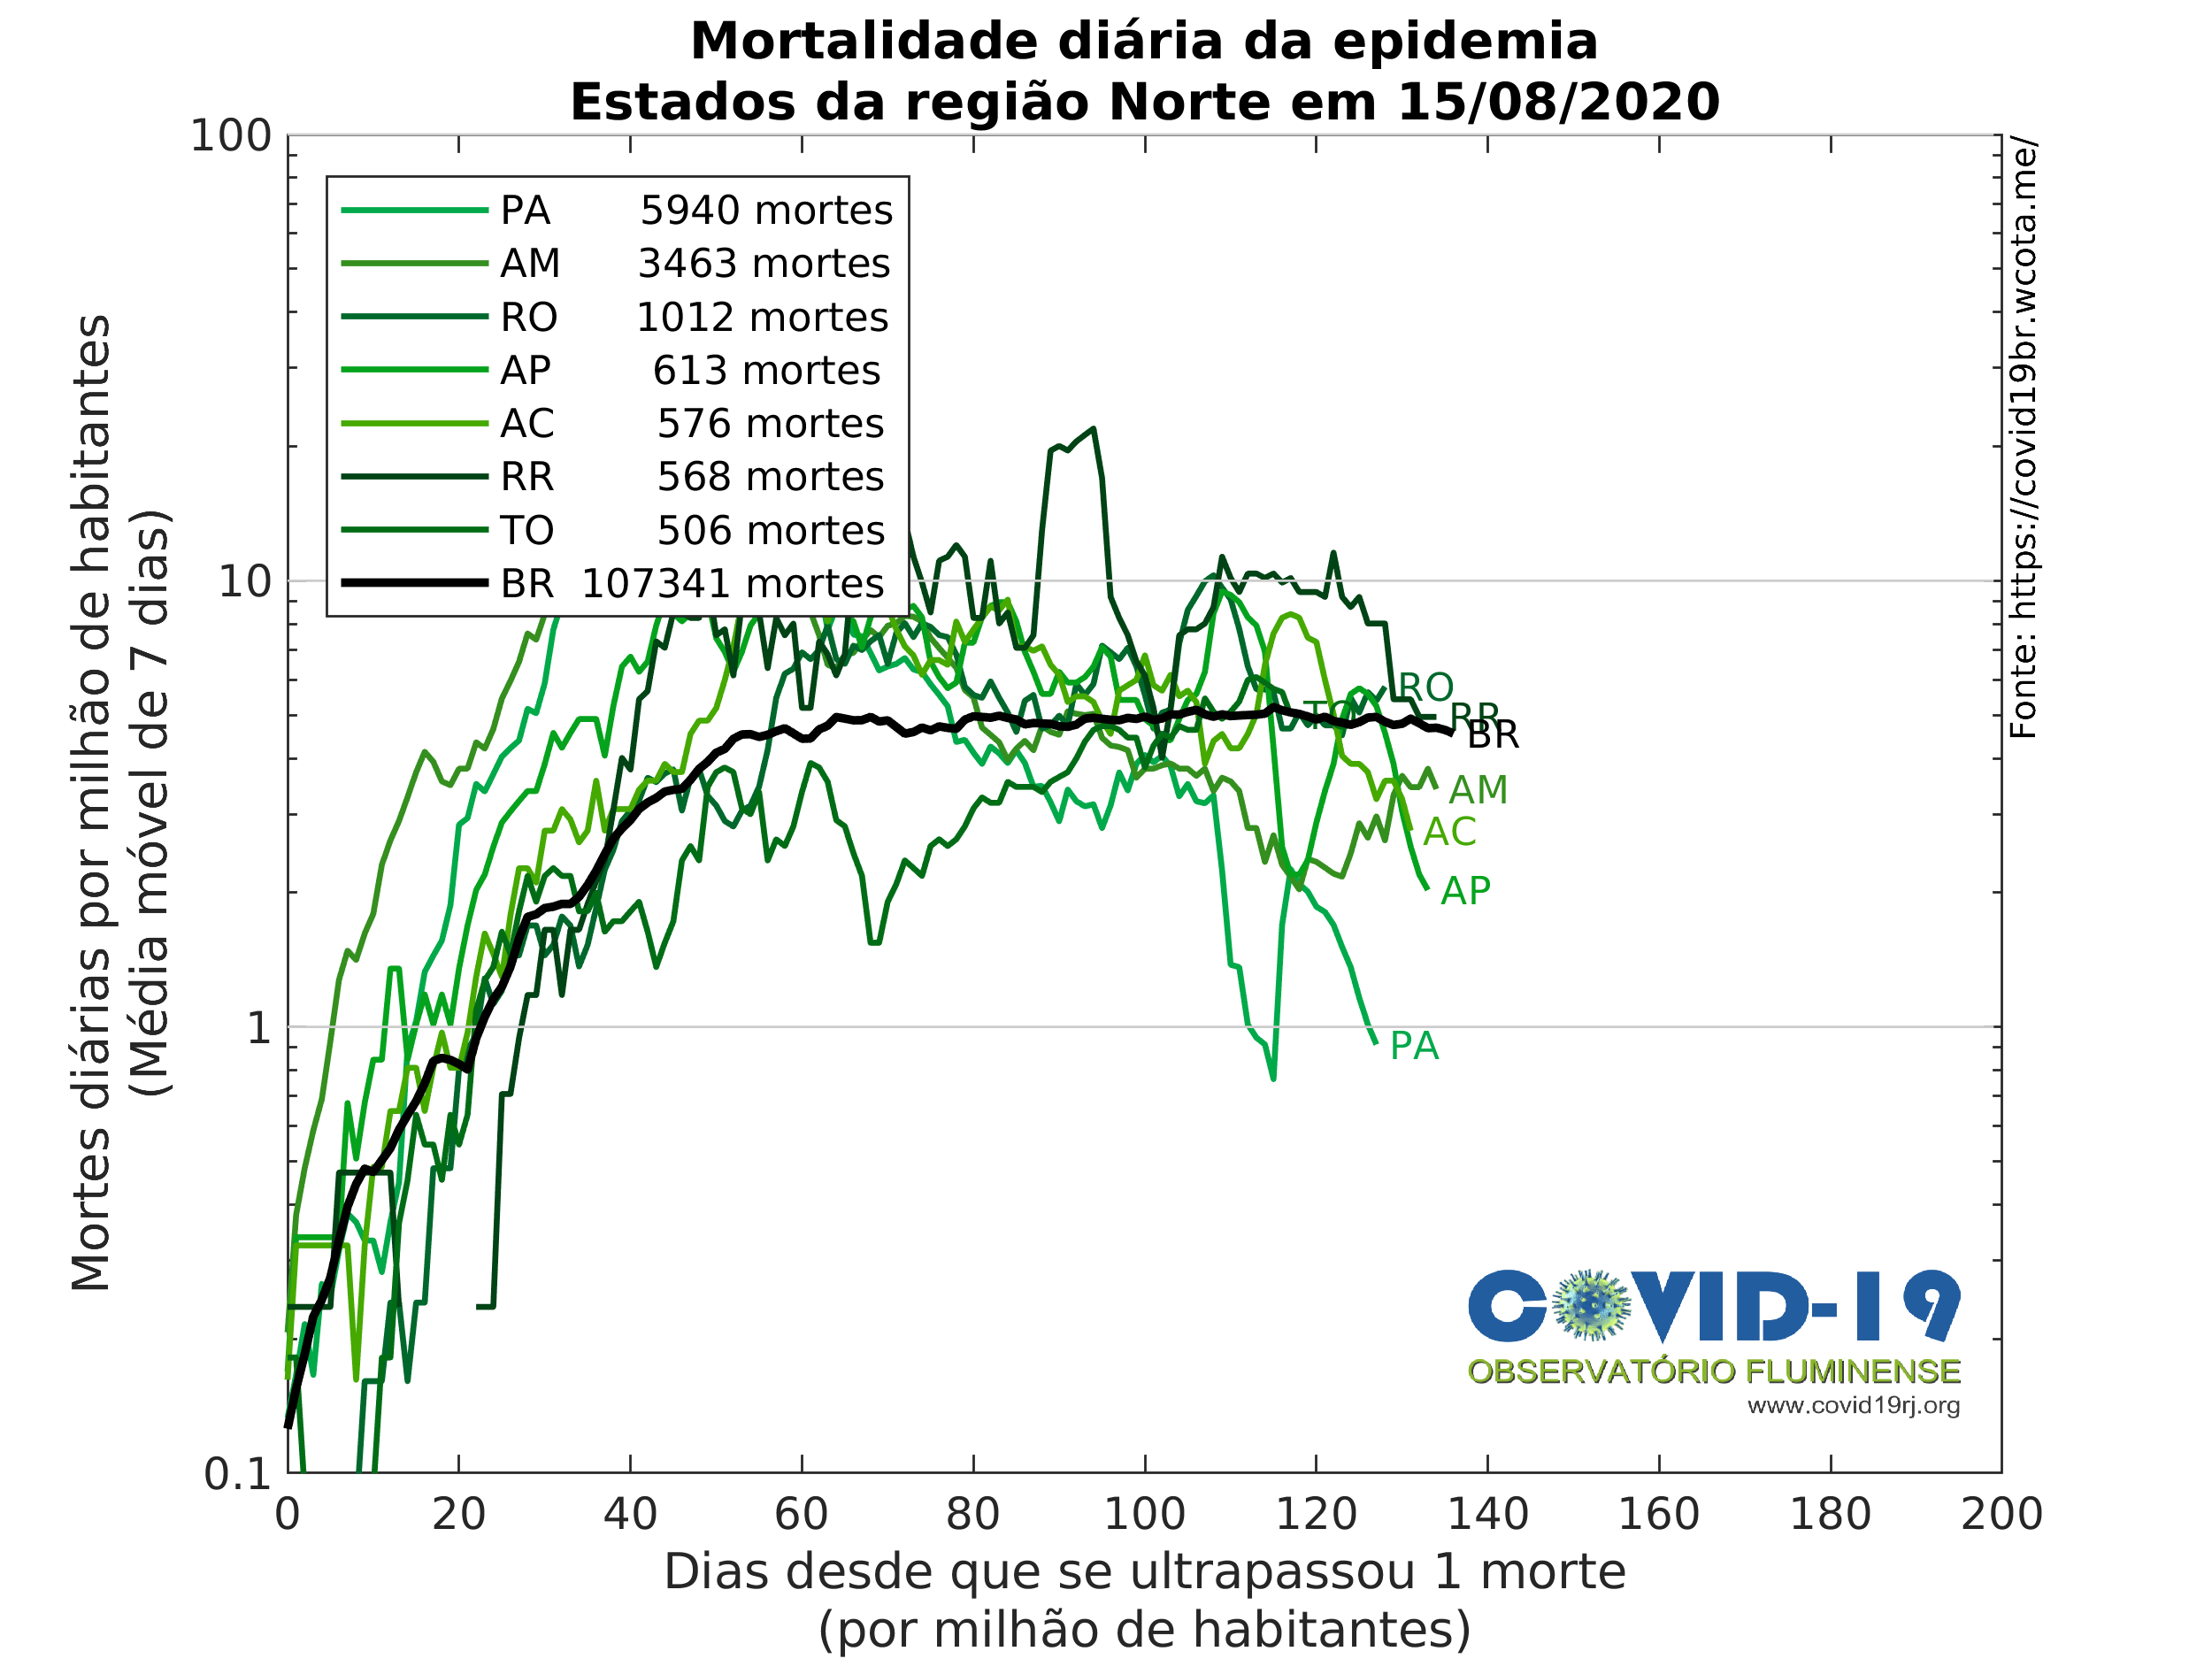 Mortalidade diária da epidemia
Estados da região Norte em 15/08/2020
Mortes diárias por milhão de habitantes
(Média móvel de 7 dias)
100
10
1
0.1
PA 5940 mortes
AM 3463 mortes
RO 1012 mortes
AP 613 mortes
AC 576 mortes
RR 568 mortes
TO 506 mortes
BR 107341 mortes
RO
TO
RR
BR
AM
AC
AP
PA
Fonte: https://covid19br.wcota.me/
COVID-19
OBSERVATÓRIO FLUMINENSE
www.covid19rj.org
0 20 40 60 80 100 120 140 160 180 200
Dias desde que se ultrapassou 1 morte
(por milhão de habitantes)